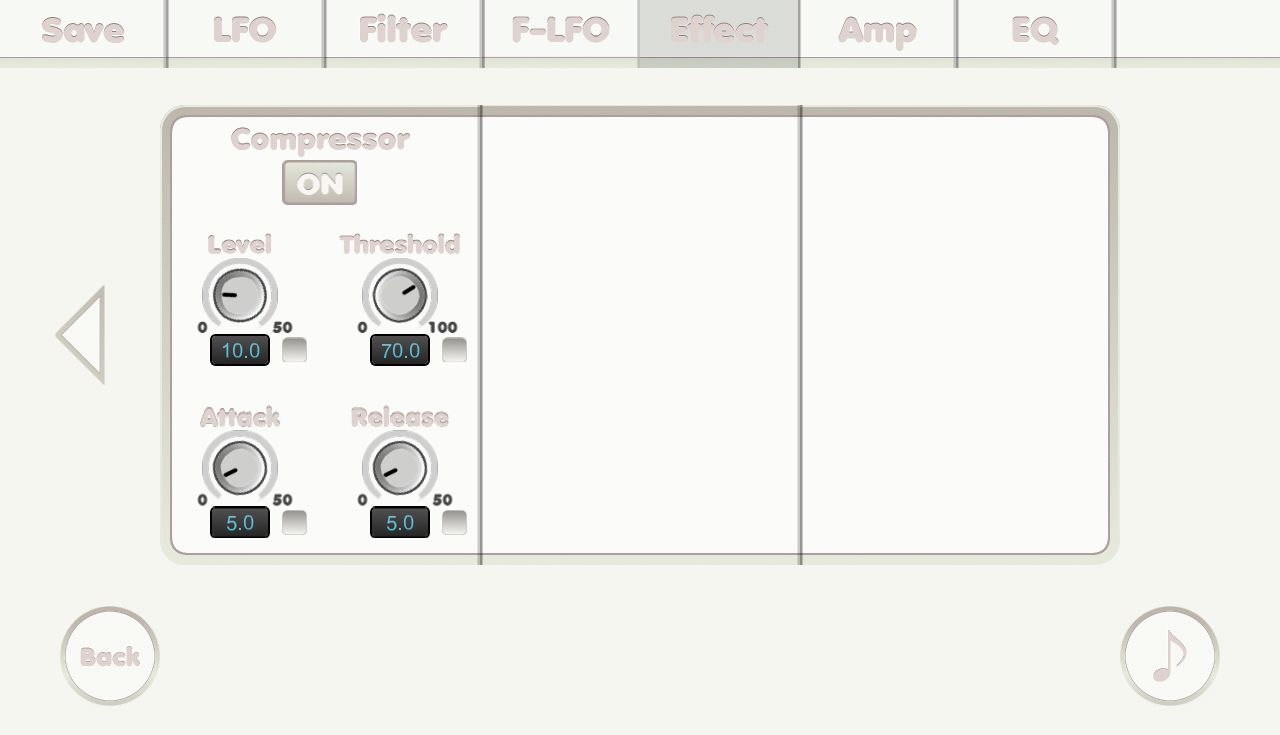 Save LFO Filter F-LFO Effect Amp EQ
Compressor
ON
Level Threshold
0 50 0 100
10.0 70.0
Attack Release
0 50 0 50
5.0 5.0
Back